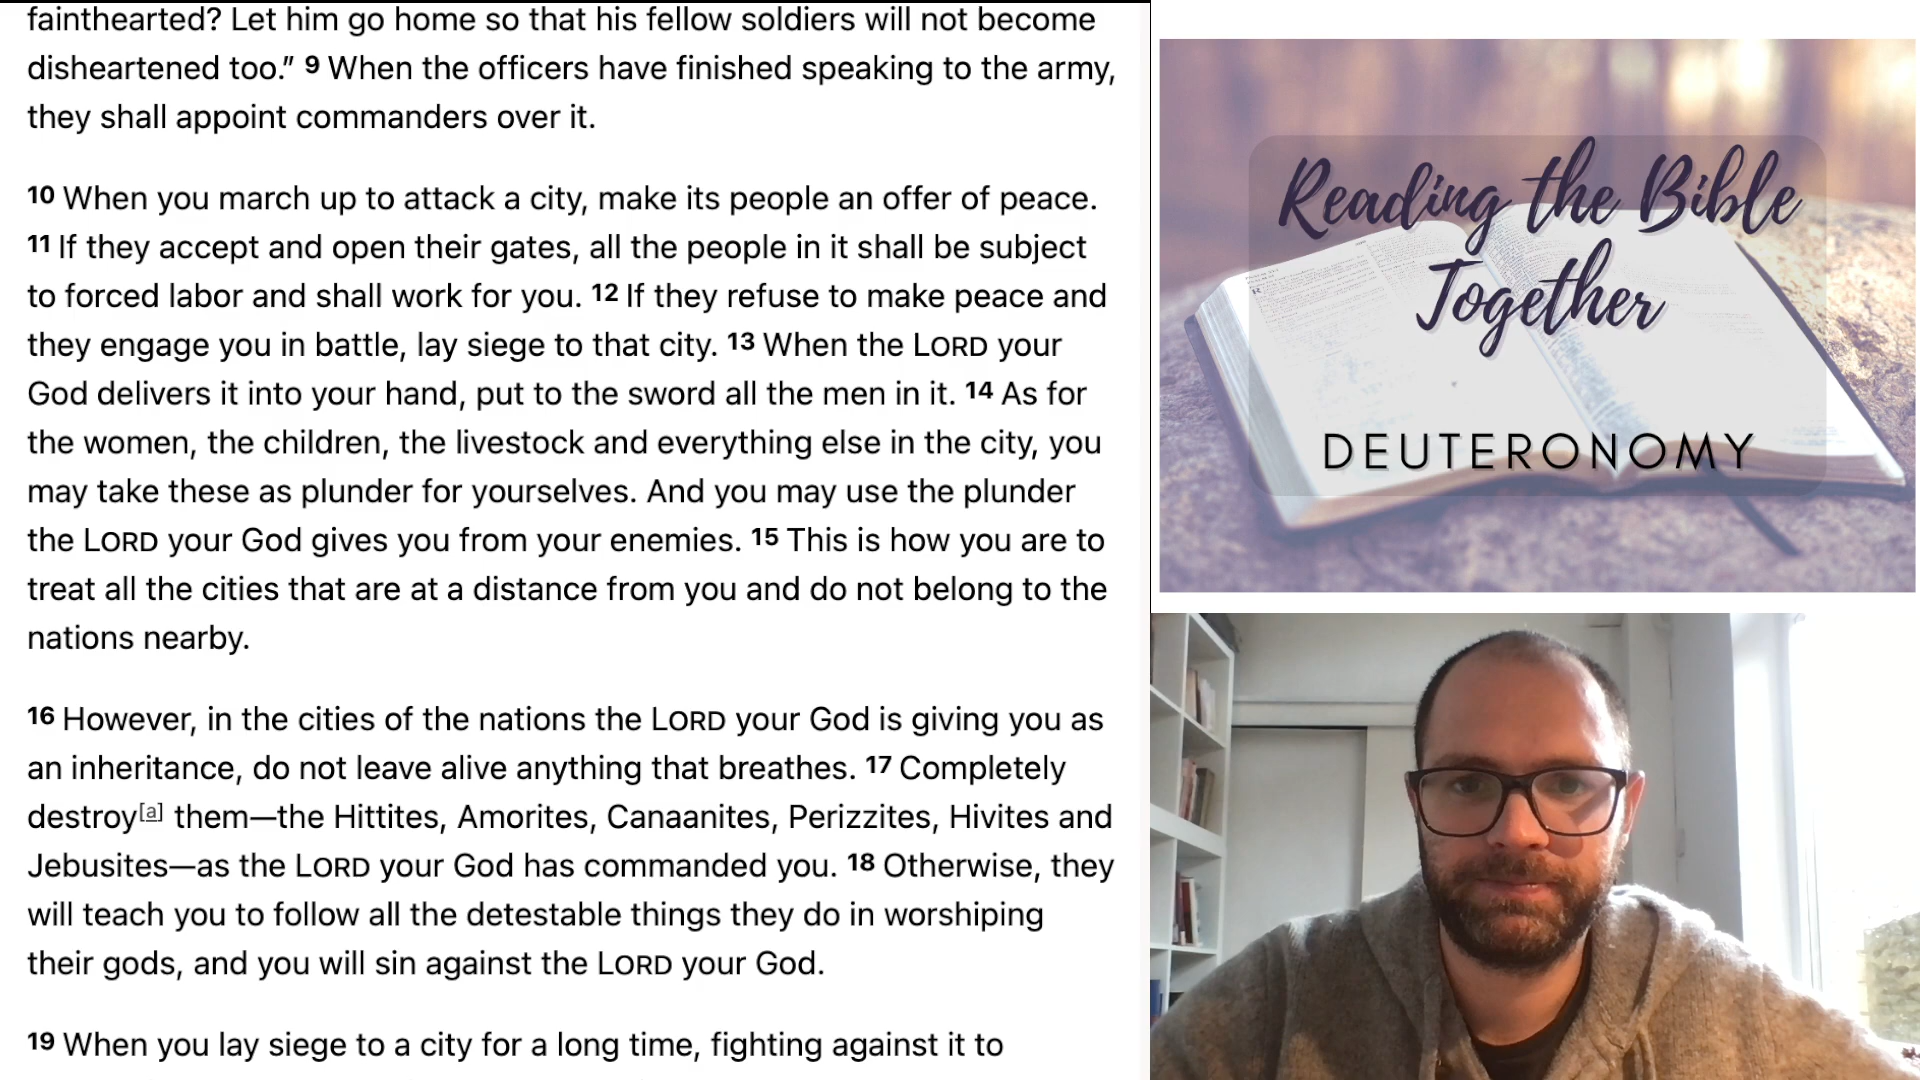 fainthearted? Let him go home so that his fellow soldiers will not become
disheartened too.” 9 When the officers have finished speaking to the army,
they shall appoint commanders over it.
10 When you march up to attack a city, make its people an offer of peace.
11 If they accept and open their gates, all the people in it shall be subject
to forced labor and shall work for you. 12 If they refuse to make peace and
they engage you in battle, lay siege to that city. 13 When the LORD your
God delivers it into your hand, put to the sword all the men in it. 14 As for
the women, the children, the livestock and everything else in the city, you
may take these as plunder for yourselves. And you may use the plunder
the LORD your God gives you from your enemies. 15 This is how you are to
treat all the cities that are at a distance from you and do not belong to the
nations nearby.
16 However, in the cities of the nations the LORD your God is giving you as
an inheritance, do not leave alive anything that breathes. 17 Completely
destroy[a] them—the Hittites, Amorites, Canaanites, Perizzites, Hivites and
Jebusites—as the LORD your God has commanded you. 18 Otherwise, they
will teach you to follow all the detestable things they do in worshiping
their gods, and you will sin against the LORD your God.
19 When you lay siege to a city for a long time, fighting against it to
Reading the Bible
Together
DEUTERONOMY